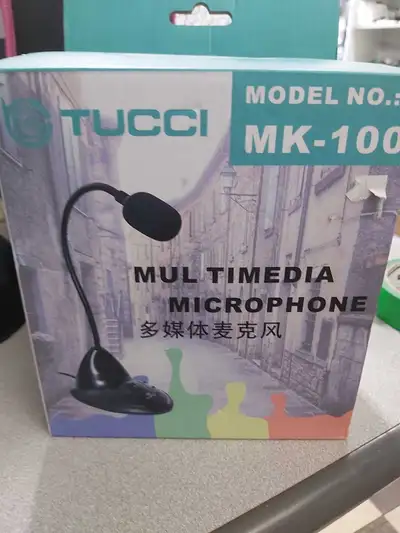 TUCCI
MODEL NO.:
MK-100
MUL TIMEDIA
MICROPHONE
多媒体麦克风